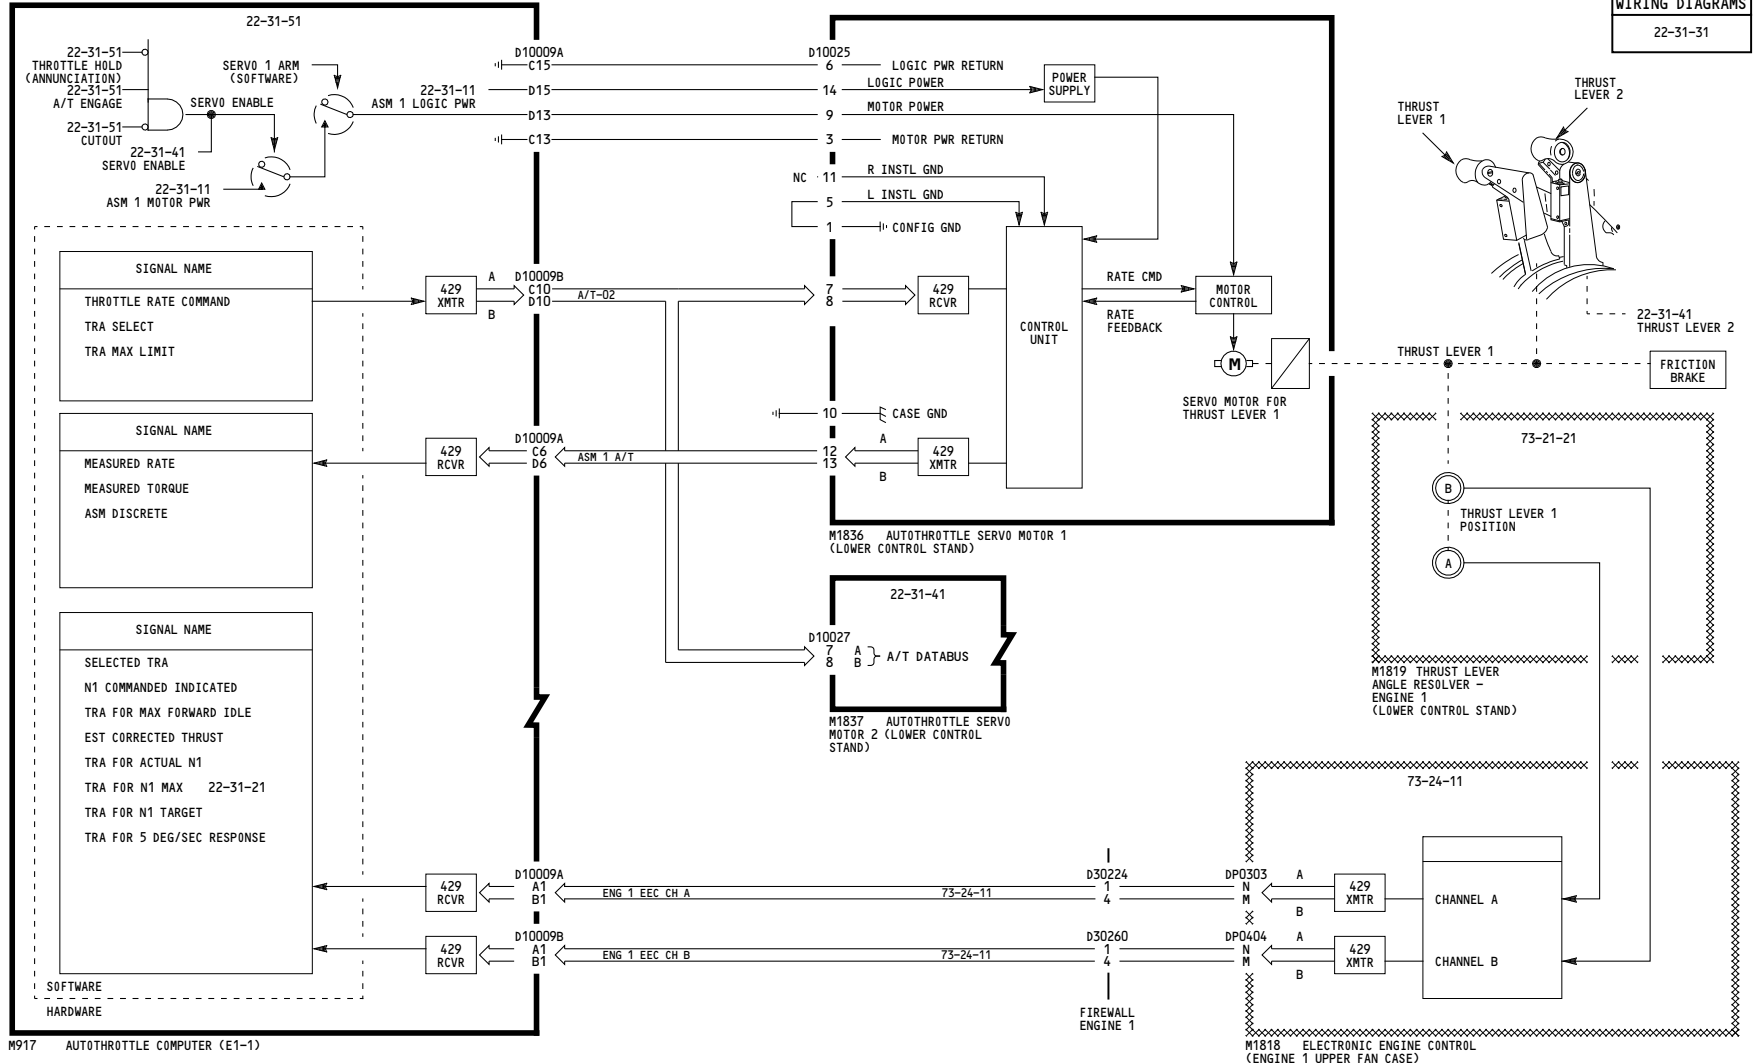 WIRING DIAGRAMS
22-31-31
22-31-51
22-31-51
THROTTLE HOLD
(ANNUNCIATION)
22-31-51
A/T ENGAGE
22-31-51
CUTOUT
SERVO ENABLE
22-31-41
SERVO ENABLE
SERVO 1 ARM
(SOFTWARE)
22-31-11
ASM 1 MOTOR PWR
22-31-11
ASM 1 LOGIC PWR
D10009A
C15
D15
D13
C13
D10025
6 LOGIC PWR RETURN
14 LOGIC POWER
9 MOTOR POWER
3 MOTOR PWR RETURN
NC 11 R INSTL GND
5 L INSTL GND
1 CONFIG GND
POWER
SUPPLY
SIGNAL NAME
THROTTLE RATE COMMAND
TRA SELECT
TRA MAX LIMIT
429
XMTR
A
B
D10009B
C10
D10
A/T-02
7
8
429
RCVR
CONTROL
UNIT
RATE CMD
RATE
FEEDBACK
MOTOR
CONTROL
M
SERVO MOTOR FOR
THRUST LEVER 1
10 CASE GND
SIGNAL NAME
MEASURED RATE
MEASURED TORQUE
ASM DISCRETE
429
RCVR
D10009A
C6
D6
ASM 1 A/T
12
13
A
B
429
XMTR
M1836 AUTOTHROTTLE SERVO MOTOR 1
(LOWER CONTROL STAND)
22-31-41
D10027
7 A
8 B
A/T DATABUS
M1837 AUTOTHROTTLE SERVO
MOTOR 2 (LOWER CONTROL
STAND)
THRUST
LEVER 1
THRUST
LEVER 2
22-31-41
THRUST LEVER 2
THRUST LEVER 1
FRICTION
BRAKE
73-21-21
B
THRUST LEVER 1
POSITION
A
M1819 THRUST LEVER
ANGLE RESOLVER –
ENGINE 1
(LOWER CONTROL STAND)
SIGNAL NAME
SELECTED TRA
N1 COMMANDED INDICATED
TRA FOR MAX FORWARD IDLE
EST CORRECTED THRUST
TRA FOR ACTUAL N1
TRA FOR N1 MAX 22-31-21
TRA FOR N1 TARGET
TRA FOR 5 DEG/SEC RESPONSE
429
RCVR
D10009A
A1
B1
ENG 1 EEC CH A
73-24-11
D30224
1
4
DP0303
N
M
A
B
429
XMTR
CHANNEL A
429
RCVR
D10009B
A1
B1
ENG 1 EEC CH B
73-24-11
D30260
1
4
DP0404
N
M
A
B
429
XMTR
CHANNEL B
73-24-11
FIREWALL
ENGINE 1
SOFTWARE
HARDWARE
M917 AUTOTHROTTLE COMPUTER (E1-1)
M1818 ELECTRONIC ENGINE CONTROL
(ENGINE 1 UPPER FAN CASE)